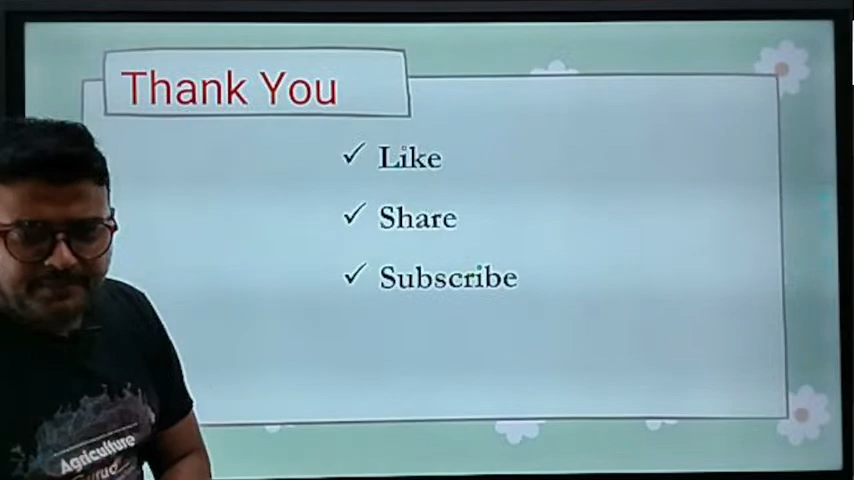 Thank You
✓ Like
✓ Share
✓ Subscribe
Agriculture